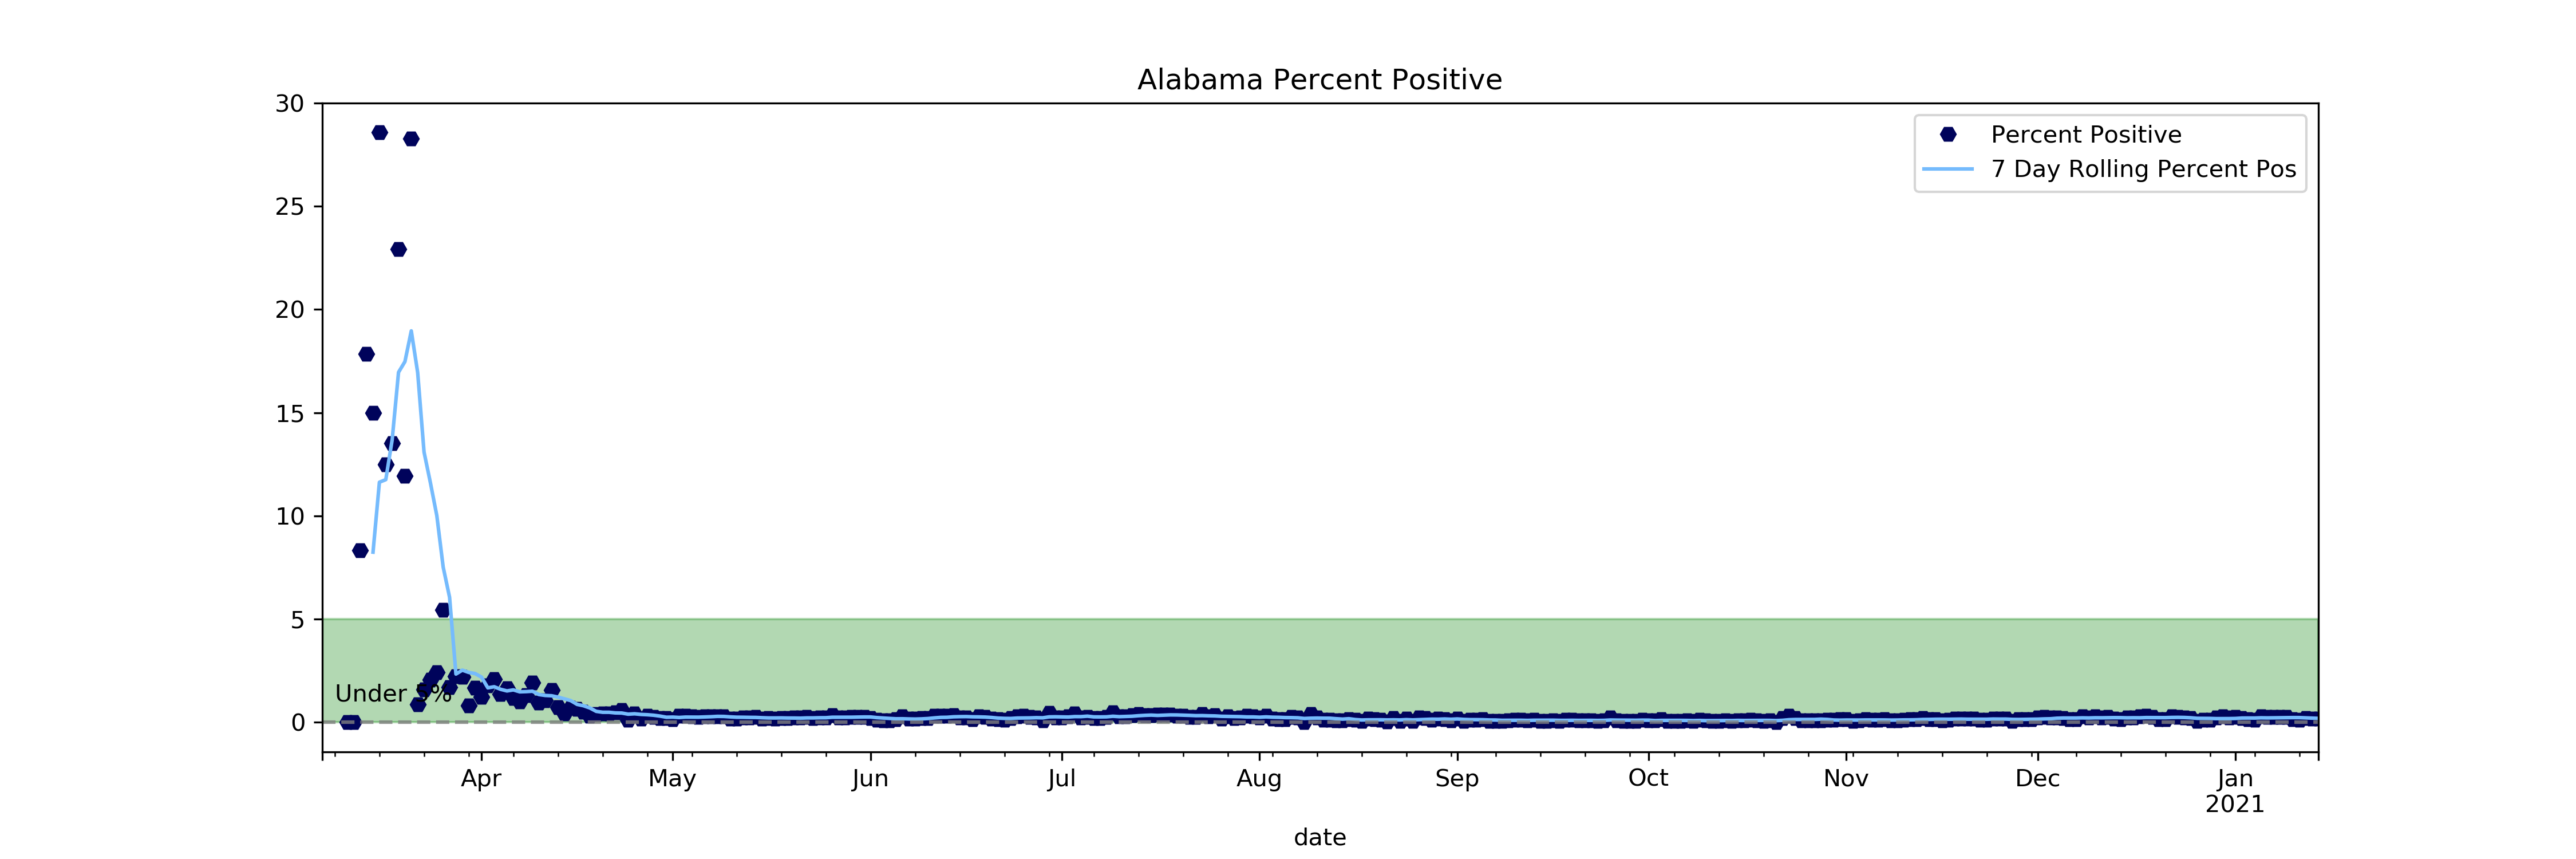 Alabama Percent Positive
30
25
20
15
10
5
0
Percent Positive
7 Day Rolling Percent Pos
Under 5%
Apr
May
Jun
Jul
Aug
Sep
Oct
Nov
Dec
Jan
2021
date